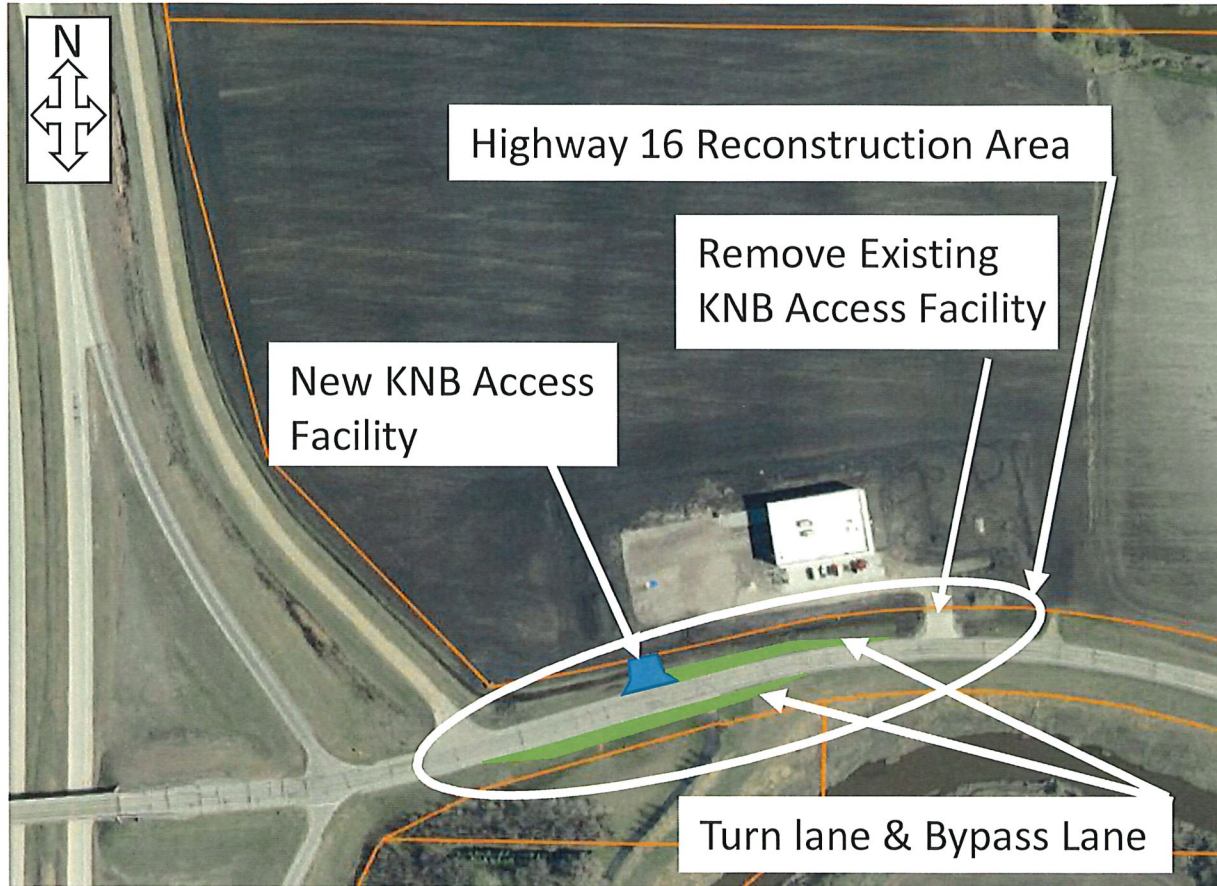 N
Highway 16 Reconstruction Area
Remove Existing
KNB Access Facility
New KNB Access
Facility
Turn lane & Bypass Lane